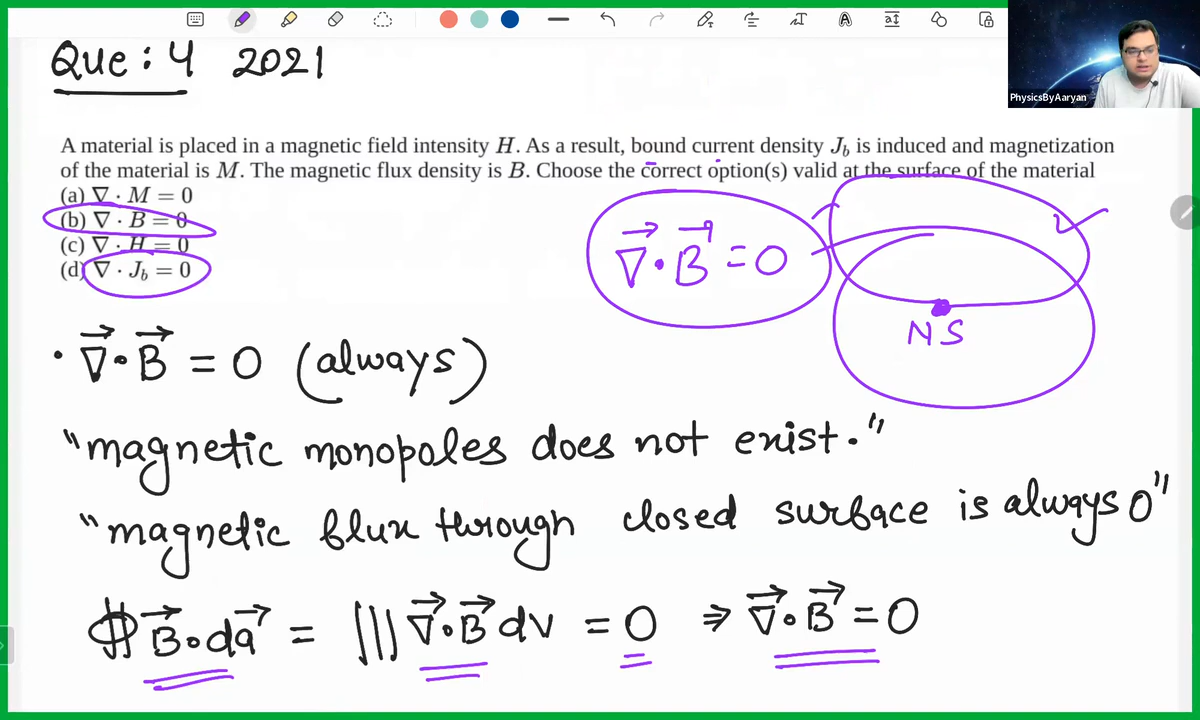 Que : 4 2021
PhysicsByAaryan
A material is placed in a magnetic field intensity H. As a result, bound current density J_b is induced and magnetization
of the material is M. The magnetic flux density is B. Choose the correct option(s) valid at the surface of the material
(a) ∇ · M = 0
(b) ∇ · B = 0
(c) ∇ · H = 0
(d) ∇ · J_b = 0
∇⃗ · B⃗ = 0
NS
· ∇⃗ · B⃗ = 0 (always)
"magnetic monopoles does not exist."
"magnetic flux through closed surface is always 0"
∯ B⃗ · da⃗ = ∭ ∇⃗ · B⃗ dv = 0 ⇒ ∇⃗ · B⃗ = 0